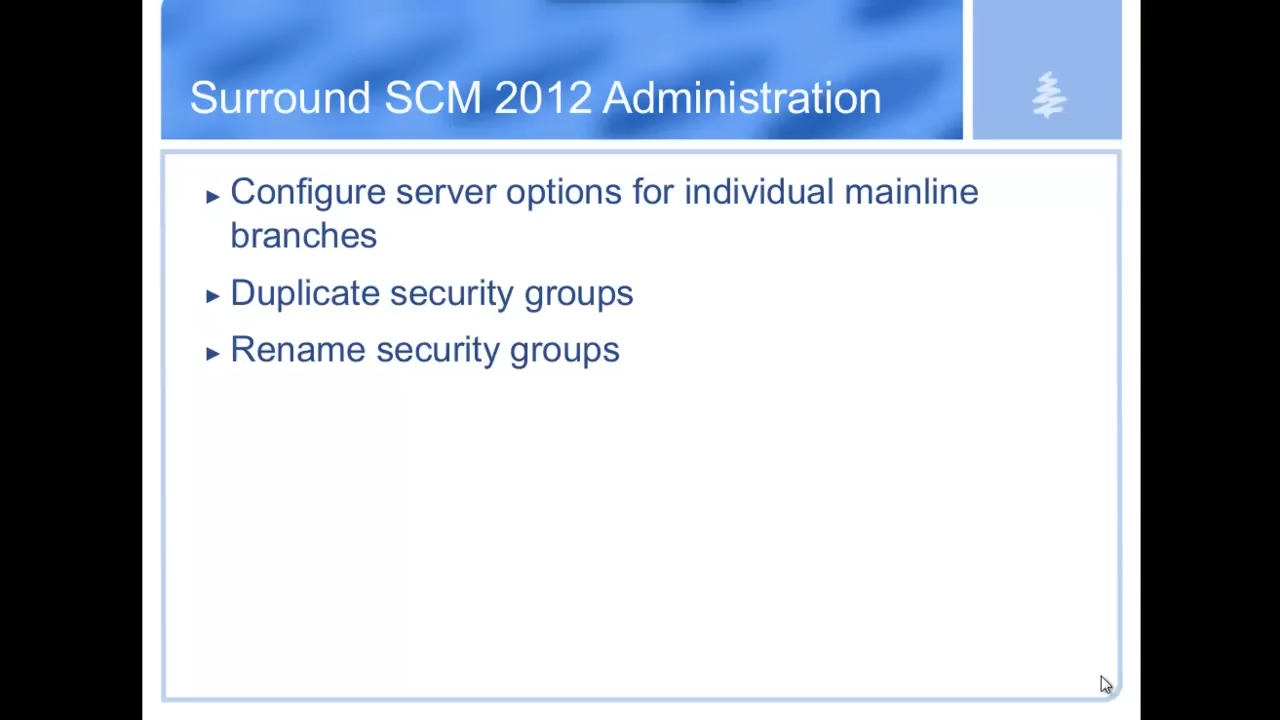 Surround SCM 2012 Administration
► Configure server options for individual mainline
branches
► Duplicate security groups
► Rename security groups